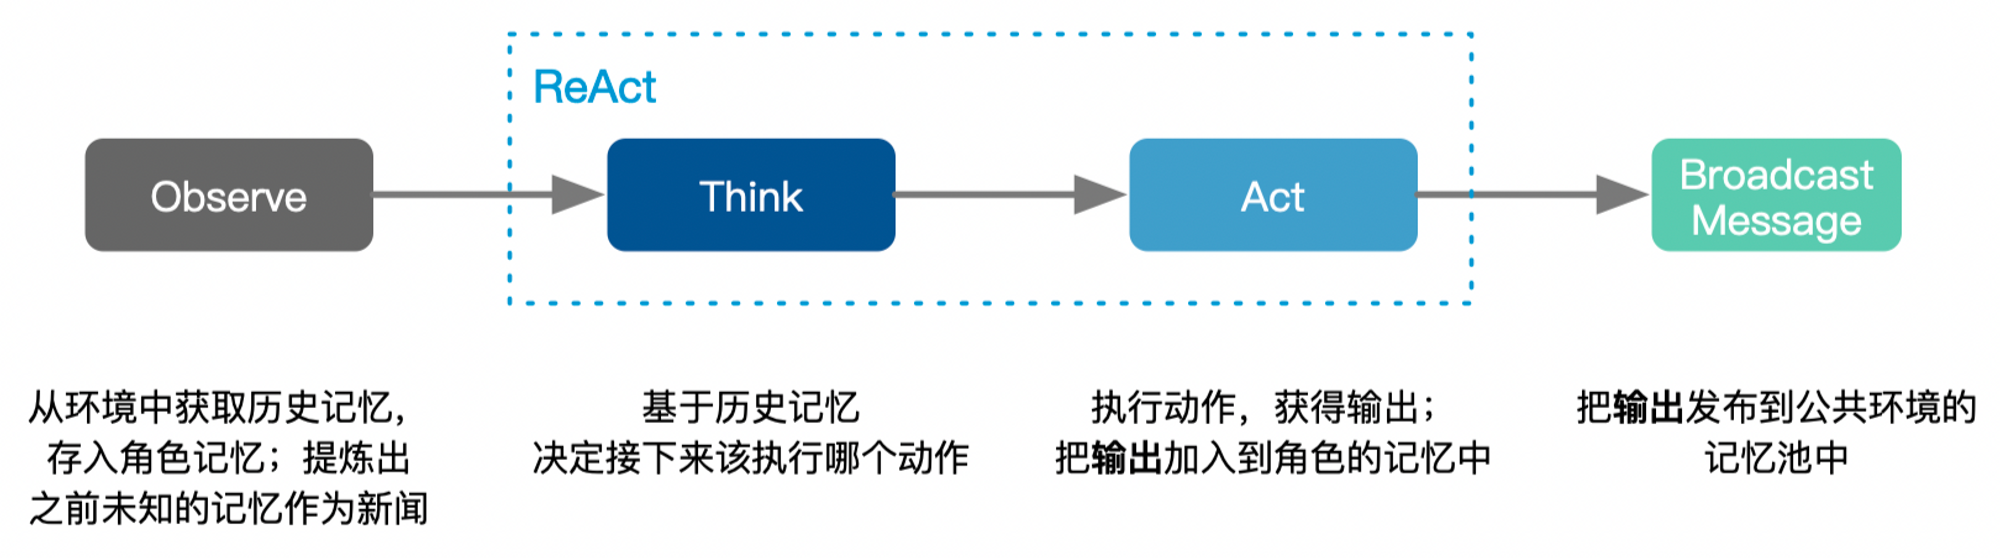 ReAct
Observe
Think
Act
Broadcast
Message
从环境中获取历史记忆,
存入角色记忆；提炼出
之前未知的记忆作为新闻
基于历史记忆
决定接下来该执行哪个动作
执行动作，获得输出；
把输出加入到角色的记忆中
把输出发布到公共环境的
记忆池中